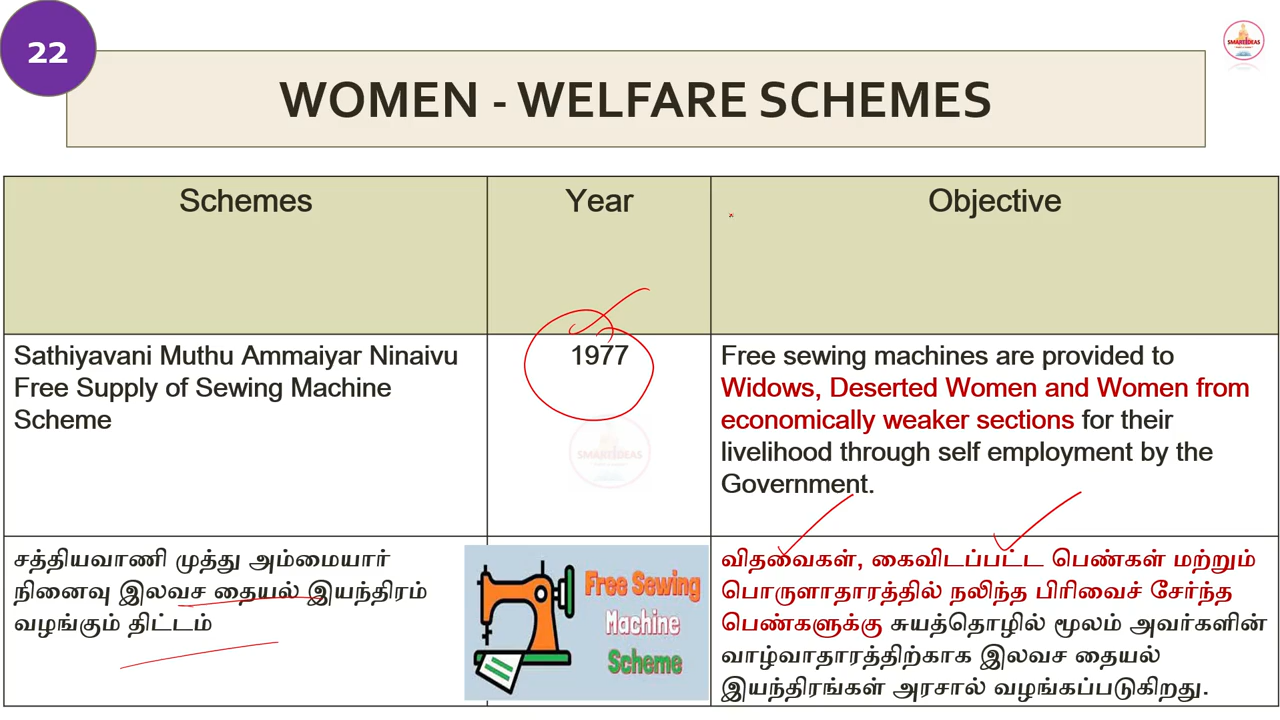 22
SMART IDEAS
WOMEN - WELFARE SCHEMES
Schemes
Year
Objective
Sathiyavani Muthu Ammaiyar Ninaivu
Free Supply of Sewing Machine
Scheme
1977
Free sewing machines are provided to
Widows, Deserted Women and Women from
economically weaker sections for their
livelihood through self employment by the
Government.
SMART IDEAS
சத்தியவாணி முத்து அம்மையார்
நினைவு இலவச தையல் இயந்திரம்
வழங்கும் திட்டம்
Free Sewing
Machine
Scheme
விதவைகள், கைவிடப்பட்ட பெண்கள் மற்றும்
பொருளாதாரத்தில் நலிந்த பிரிவைச் சேர்ந்த
பெண்களுக்கு சுயத்தொழில் மூலம் அவர்களின்
வாழ்வாதாரத்திற்காக இலவச தையல்
இயந்திரங்கள் அரசால் வழங்கப்படுகிறது.